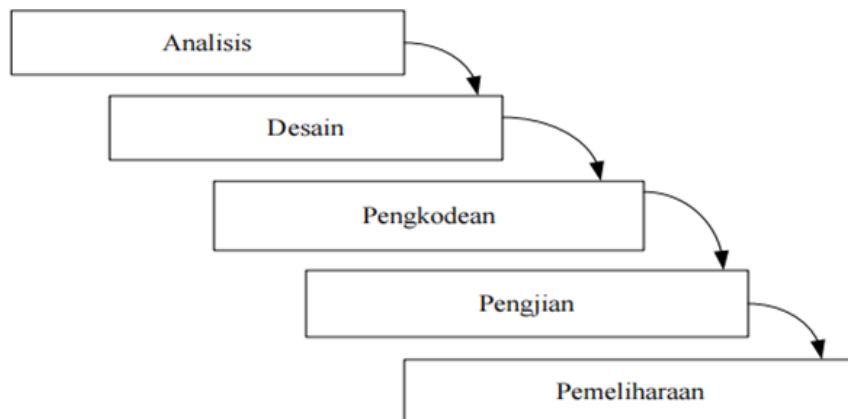 Analisis
Desain
Pengkodean
Pengjian
Pemeliharaan